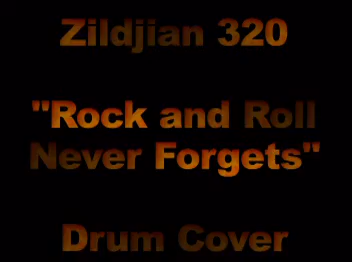 Zildjian 320
"Rock and Roll
Never Forgets"
Drum Cover